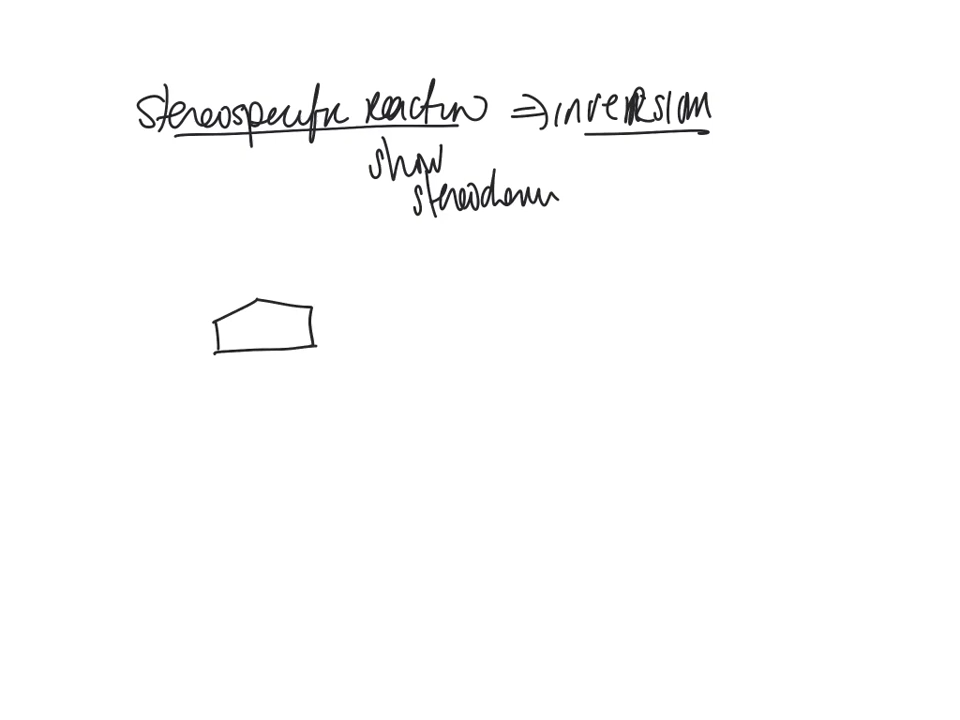 stereospecific reaction ⇒ inversion
show
stereochem